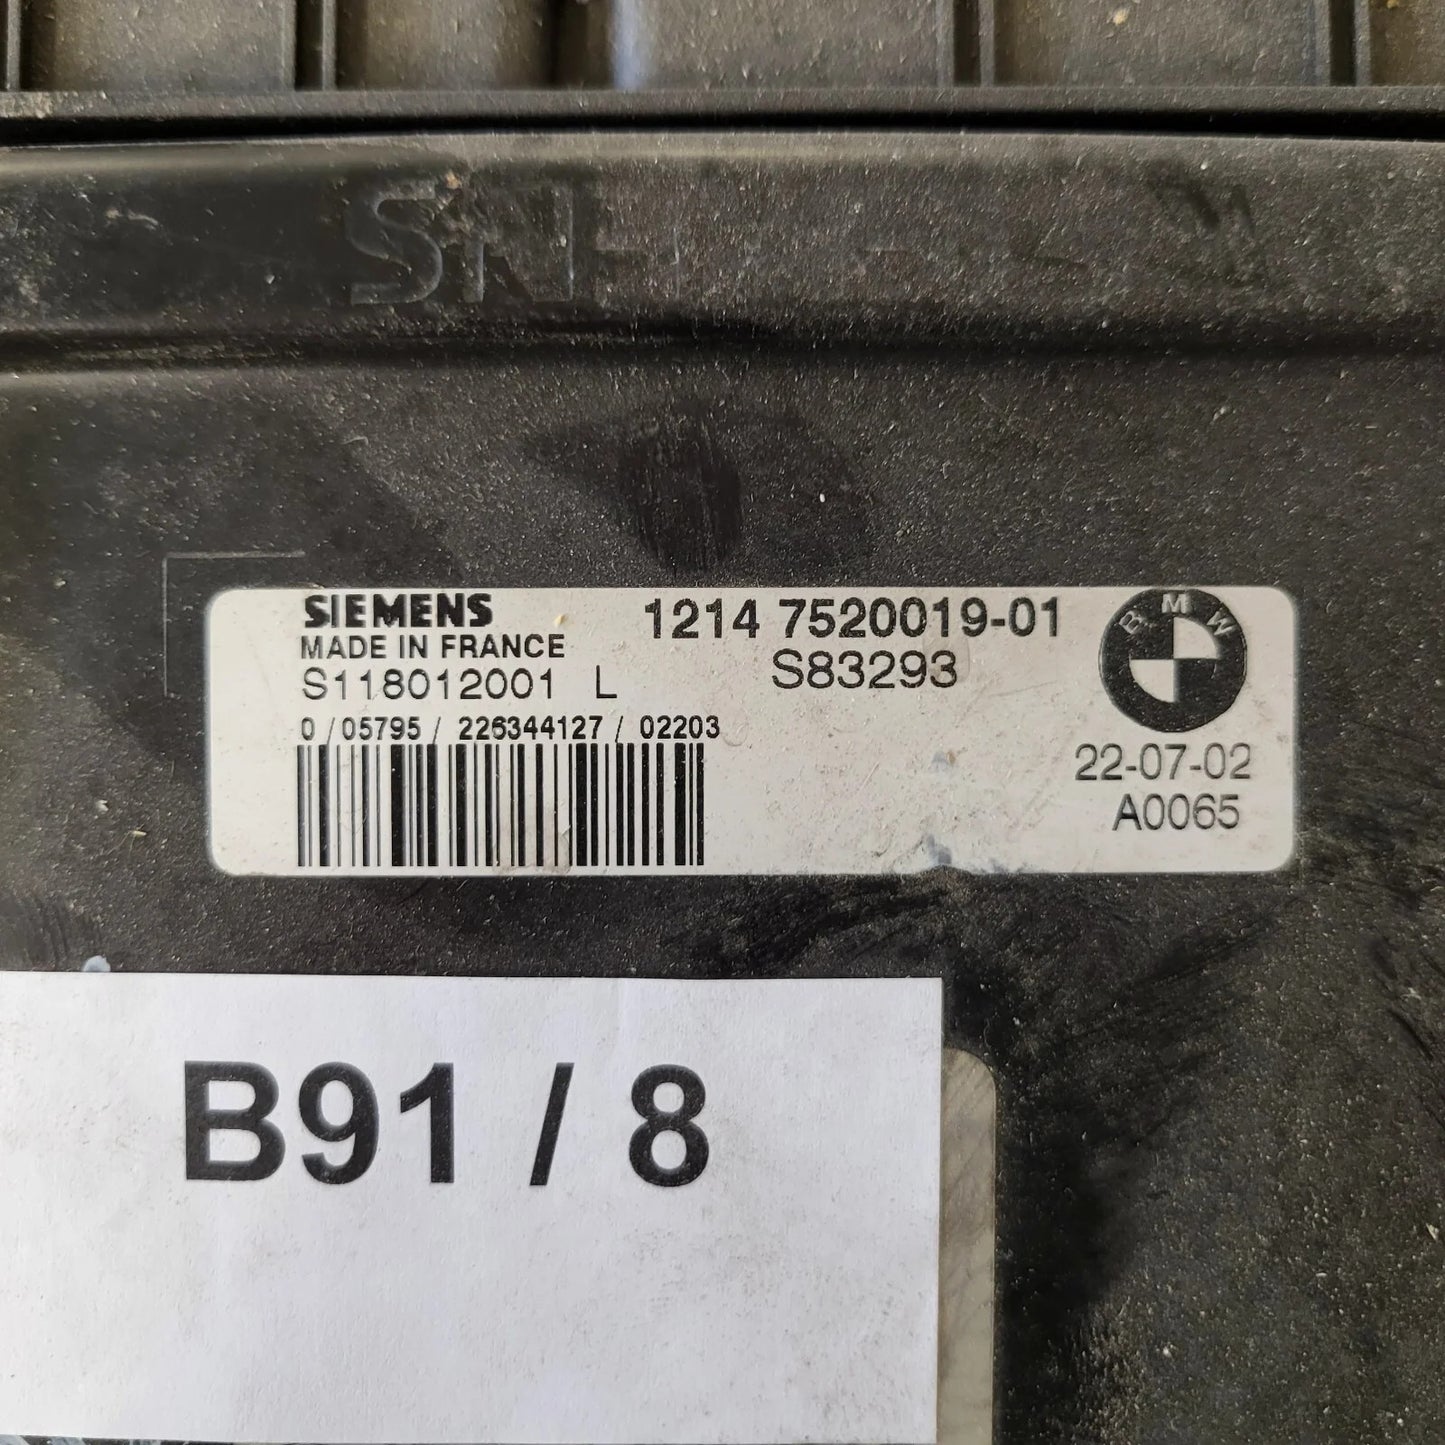 SIEMENS
MADE IN FRANCE
S118012001 L
1214 7520019-01
S83293
BMW
0/05795/226344127/02203
22-07-02
A0065
B91 / 8